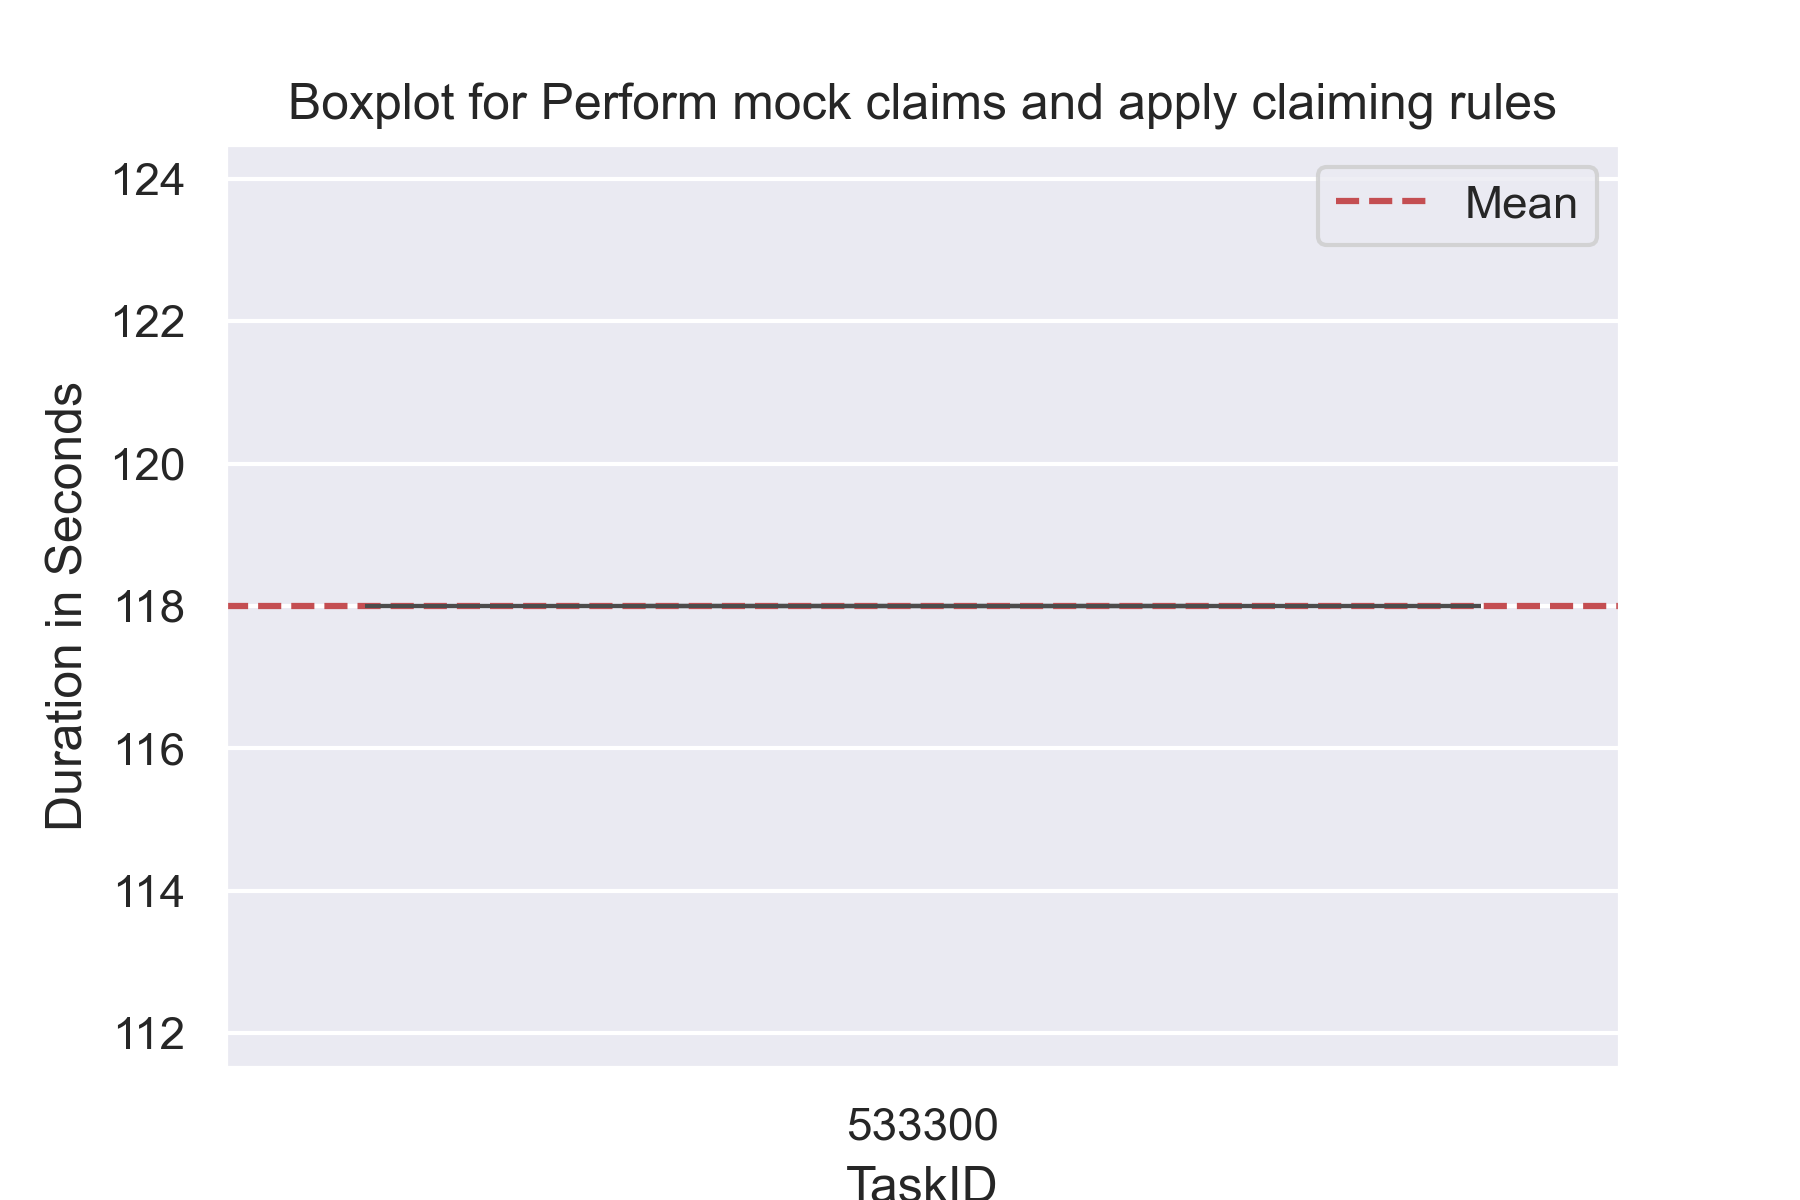 Boxplot for Perform mock claims and apply claiming rules
Mean
124
122
120
118
116
114
112
Duration in Seconds
533300
TaskID